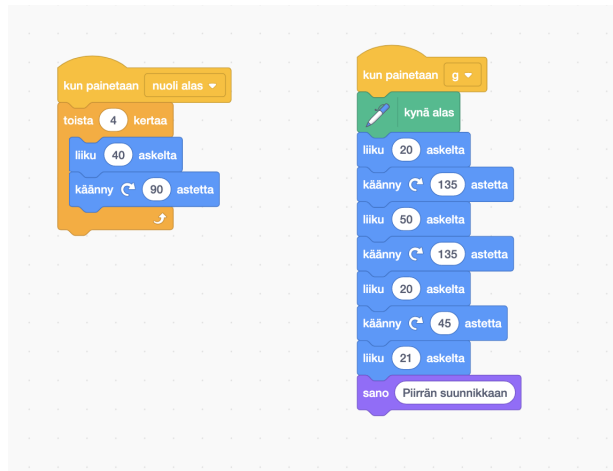 kun painetaan nuoli alas
toista 4 kertaa
liiku 40 askelta
käänny 90 astetta
kun painetaan g
kynä alas
liiku 20 askelta
käänny 135 astetta
liiku 50 askelta
käänny 135 astetta
liiku 20 askelta
käänny 45 astetta
liiku 21 askelta
sano Piirrän suunnikkaan